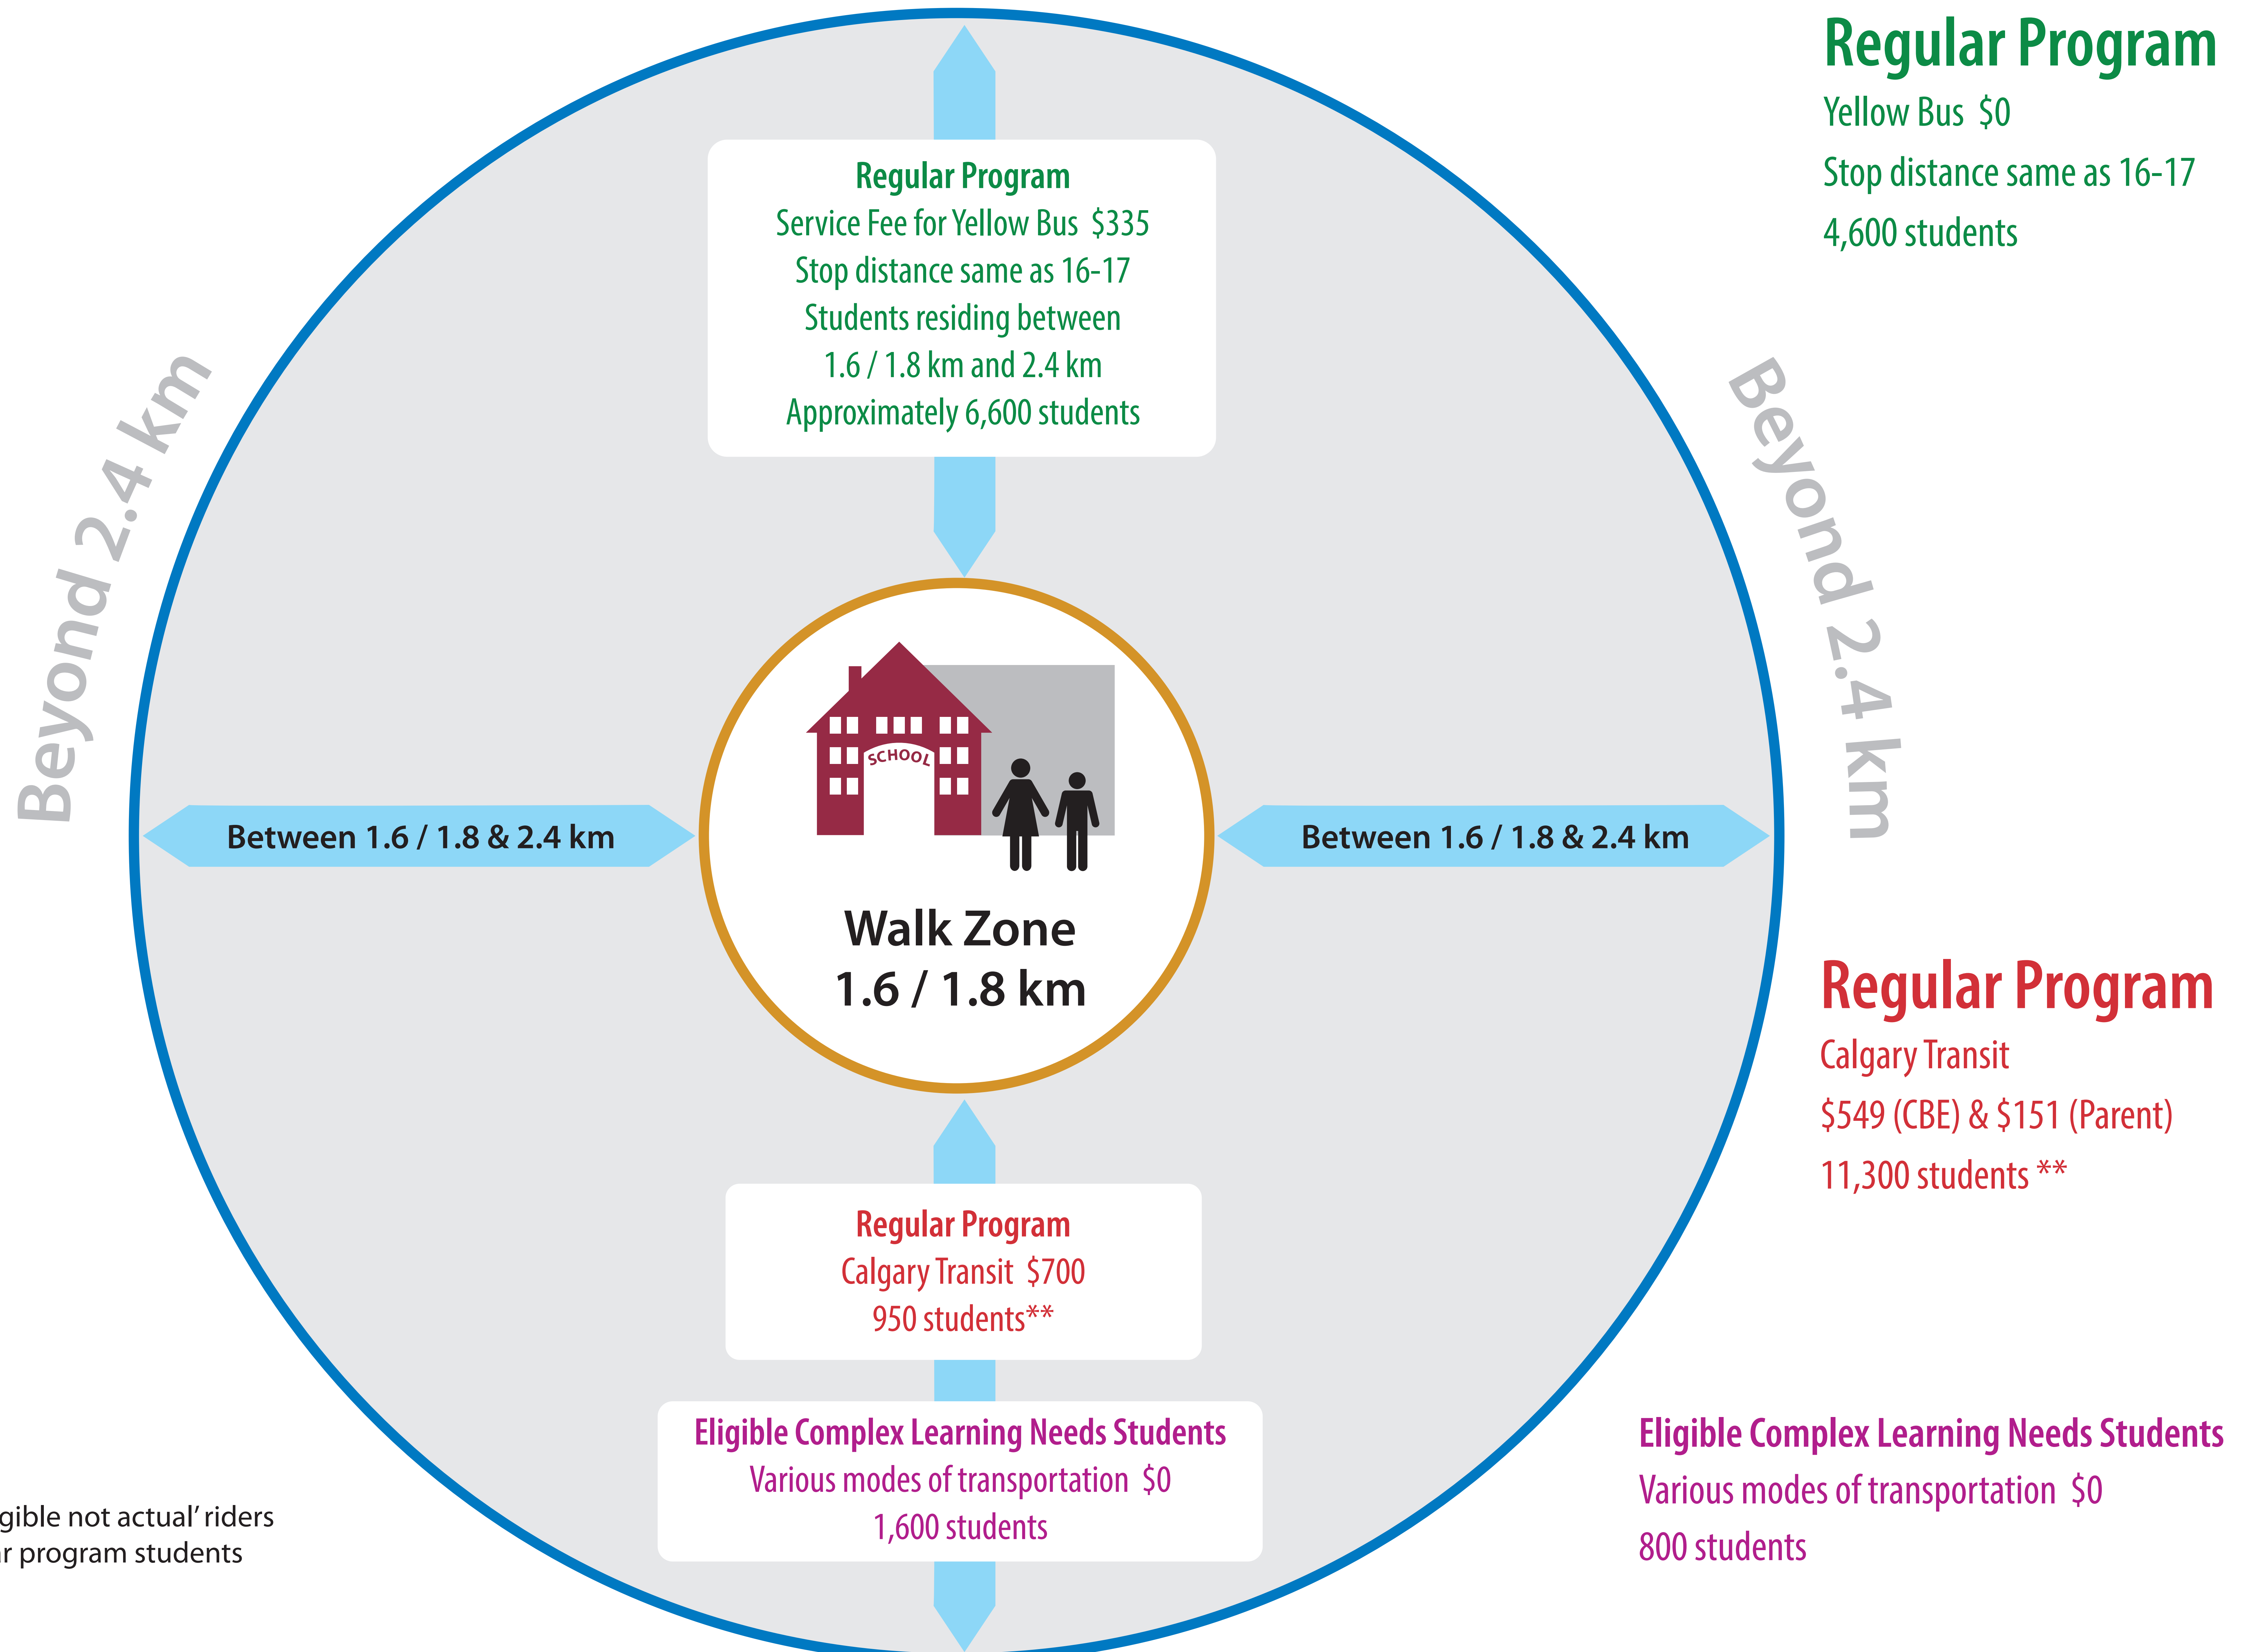 Regular Program
Yellow Bus $0
Stop distance same as 16-17
4,600 students
Regular Program
Service Fee for Yellow Bus $335
Stop distance same as 16-17
Students residing between
1.6 / 1.8 km and 2.4 km
Approximately 6,600 students
Beyond 2.4 km
Beyond 2.4 km
SCHOOL
Between 1.6 / 1.8 & 2.4 km
Between 1.6 / 1.8 & 2.4 km
Walk Zone
1.6 / 1.8 km
Regular Program
Calgary Transit
$549 (CBE) & $151 (Parent)
11,300 students **
Regular Program
Calgary Transit $700
950 students**
Eligible Complex Learning Needs Students
Various modes of transportation $0
1,600 students
Eligible Complex Learning Needs Students
Various modes of transportation $0
800 students
not actual’ riders
program students